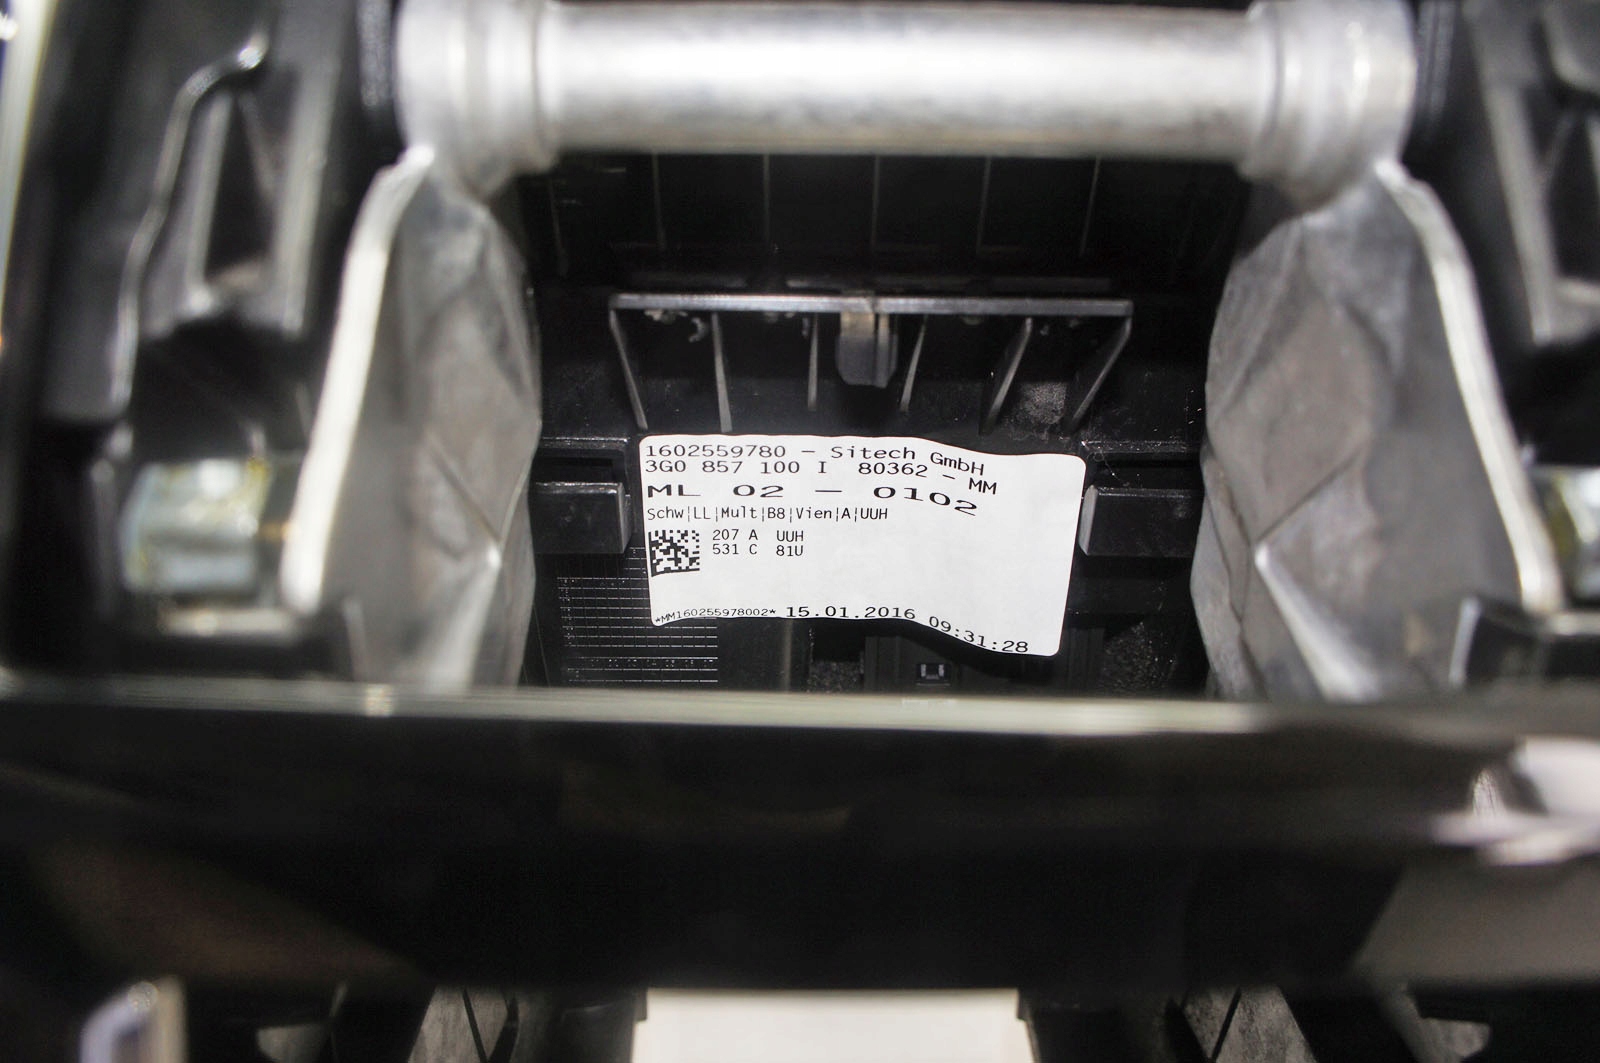 1602559780 - Sitech GmbH
3G0 857 100 I 80362 - MM
ML 02 - 0102
Schw|LL|Mult|B8|Vien|A|UUH
207 A UUH
531 C 81U
*MM160255978002* 15.01.2016 09:31:28